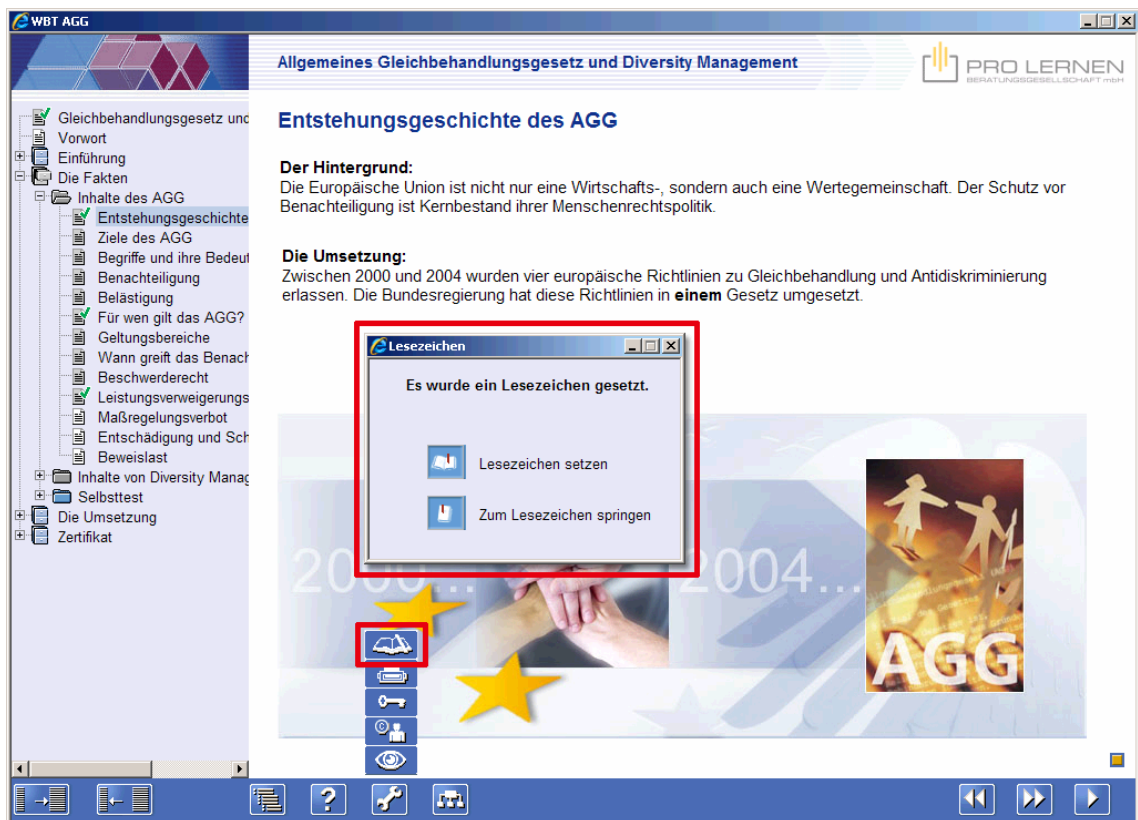 WBT AGG
Allgemeines Gleichbehandlungsgesetz und Diversity Management
PRO LERNEN
BERATUNGSGESELLSCHAFT mbH
Gleichbehandlungsgesetz und
Vorwort
Einführung
Die Fakten
Inhalte des AGG
Entstehungsgeschichte
Ziele des AGG
Begriffe und ihre Bedeut
Benachteiligung
Belästigung
Für wen gilt das AGG?
Geltungsbereiche
Wann greift das Benach
Beschwerderecht
Leistungsverweigerungs
Maßregelungsverbot
Entschädigung und Sch
Beweislast
Inhalte von Diversity Manag
Selbsttest
Die Umsetzung
Zertifikat
Entstehungsgeschichte des AGG
Der Hintergrund:
Die Europäische Union ist nicht nur eine Wirtschafts-, sondern auch eine Wertegemeinschaft. Der Schutz vor
Benachteiligung ist Kernbestand ihrer Menschenrechtspolitik.
Die Umsetzung:
Zwischen 2000 und 2004 wurden vier europäische Richtlinien zu Gleichbehandlung und Antidiskriminierung
erlassen. Die Bundesregierung hat diese Richtlinien in einem Gesetz umgesetzt.
Lesezeichen
Es wurde ein Lesezeichen gesetzt.
Lesezeichen setzen
Zum Lesezeichen springen
2000... 2004...
AGG